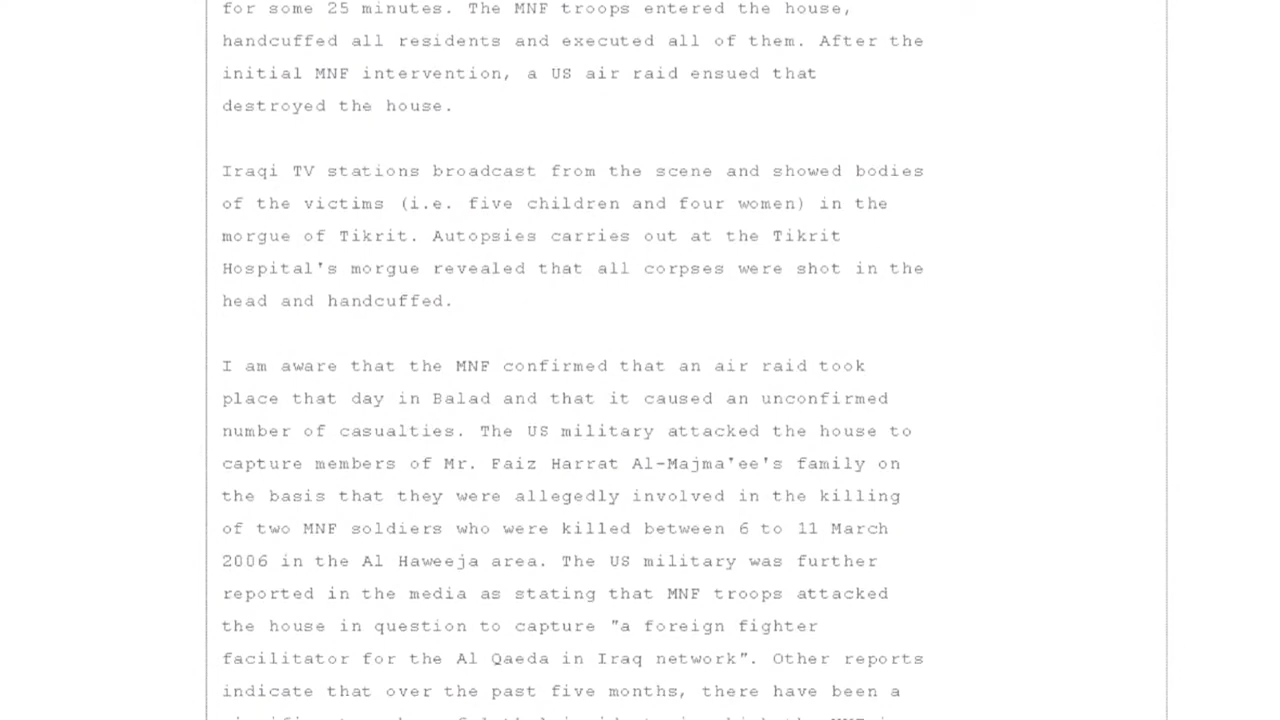 for some 25 minutes. The MNF troops entered the house,
handcuffed all residents and executed all of them. After the
initial MNF intervention, a US air raid ensued that
destroyed the house.
Iraqi TV stations broadcast from the scene and showed bodies
of the victims (i.e. five children and four women) in the
morgue of Tikrit. Autopsies carries out at the Tikrit
Hospital's morgue revealed that all corpses were shot in the
head and handcuffed.
I am aware that the MNF confirmed that an air raid took
place that day in Balad and that it caused an unconfirmed
number of casualties. The US military attacked the house to
capture members of Mr. Faiz Harrat Al-Majma'ee's family on
the basis that they were allegedly involved in the killing
of two MNF soldiers who were killed between 6 to 11 March
2006 in the Al Haweeja area. The US military was further
reported in the media as stating that MNF troops attacked
the house in question to capture "a foreign fighter
facilitator for the Al Qaeda in Iraq network". Other reports
indicate that over the past five months, there have been a